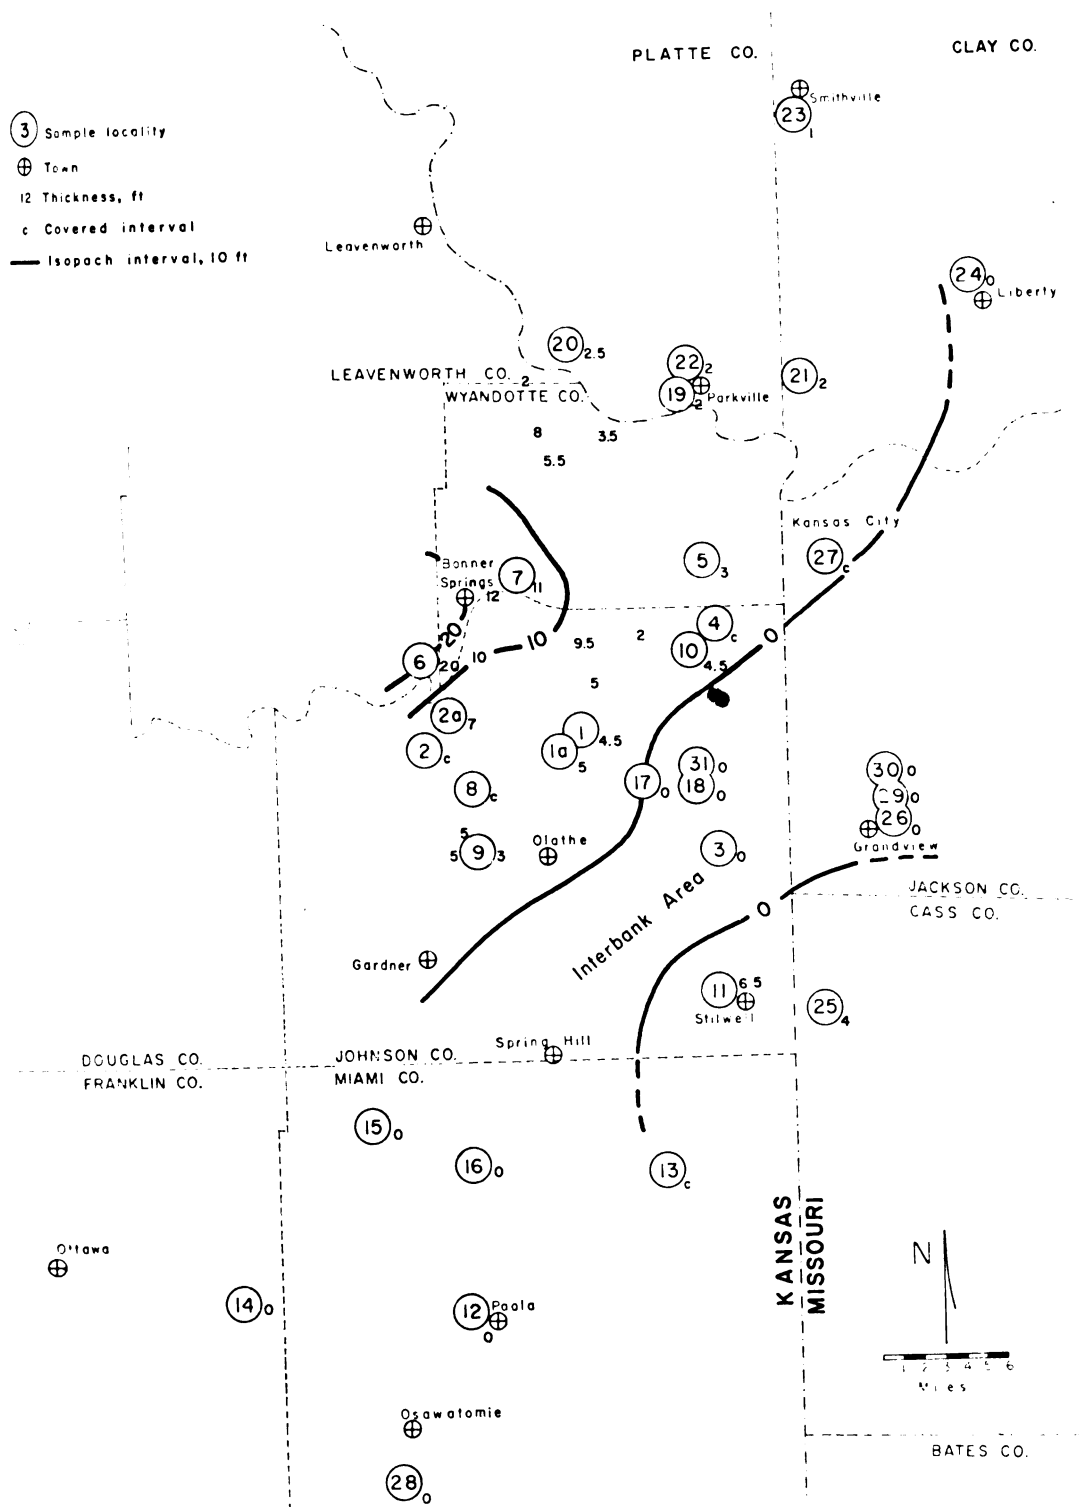 PLATTE CO.
CLAY CO.
Smithville
23
1
3 Sample locality
Town
12 Thickness, ft
c Covered interval
Isopach interval, 10 ft
Leavenworth
24 0
Liberty
20 2.5
22 2
21 2
LEAVENWORTH CO.
2
WYANDOTTE CO.
19 2
Parkville
8
3.5
5.5
Kansas City
5 3
27 c
Bonner
Springs
7 11
12
20
4 c
0
10
9.5
2
6 20
10
10 4.5
5
2a 7
1 4.5
2 c
1a 5
17 0
31 0
18 0
30 0
29 0
26 0
Grandview
8 c
5
5 9 3
Olathe
3 0
Interbank Area
JACKSON CO.
CASS CO.
0
Gardner
11 6.5
Stilwell
25 4
Spring Hill
DOUGLAS CO.
FRANKLIN CO.
JOHNSON CO.
MIAMI CO.
15 0
16 0
13 c
KANSAS
MISSOURI
Ottawa
N
14 0
12 0
Paola
1 2 3 4 5 6
Miles
Osawatomie
BATES CO.
28 0